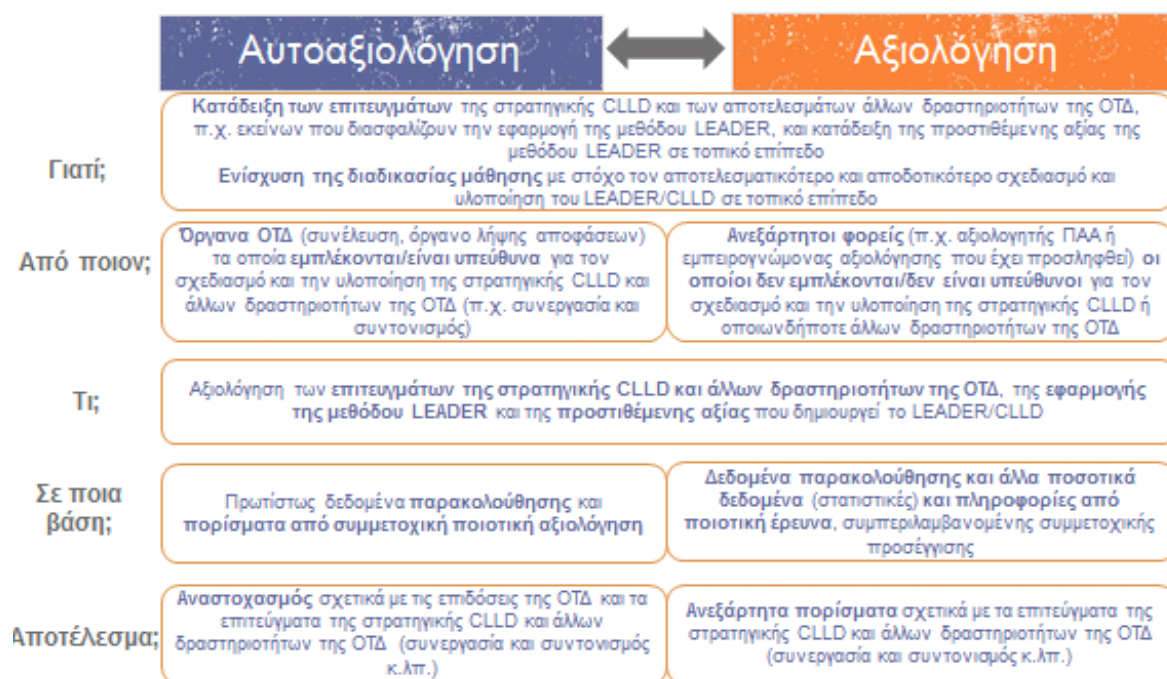 Αυτοαξιολόγηση
Αξιολόγηση
Γιατί;
Κατάδειξη των επιτευγμάτων της στρατηγικής CLLD και των αποτελεσμάτων άλλων δραστηριοτήτων της ΟΤΔ,
π.χ. εκείνων που διασφαλίζουν την εφαρμογή της μεθόδου LEADER, και κατάδειξη της προστιθέμενης αξίας της
μεθόδου LEADER σε τοπικό επίπεδο
Ενίσχυση της διαδικασίας μάθησης με στόχο τον αποτελεσματικότερο και αποδοτικότερο σχεδιασμό και
υλοποίηση του LEADER/CLLD σε τοπικό επίπεδο
Από ποιον;
Όργανα ΟΤΔ (συνέλευση, όργανο λήψης αποφάσεων)
τα οποία εμπλέκονται/είναι υπεύθυνα για τον
σχεδιασμό και την υλοποίηση της στρατηγικής CLLD και
άλλων δραστηριοτήτων της ΟΤΔ (π.χ. συνεργασία και
συντονισμός)
Ανεξάρτητοι φορείς (π.χ. αξιολογητής ΠΑΑ ή
εμπειρογνώμονας αξιολόγησης που έχει προσληφθεί) οι
οποίοι δεν εμπλέκονται/δεν είναι υπεύθυνοι για τον
σχεδιασμό και την υλοποίηση της στρατηγικής CLLD ή
οποιωνδήποτε άλλων δραστηριοτήτων της ΟΤΔ
Τι;
Αξιολόγηση των επιτευγμάτων της στρατηγικής CLLD και άλλων δραστηριοτήτων της ΟΤΔ, της εφαρμογής
της μεθόδου LEADER και της προστιθέμενης αξίας που δημιουργεί το LEADER/CLLD
Σε ποια
βάση;
Πρωτίστως δεδομένα παρακολούθησης και
πορίσματα από συμμετοχική ποιοτική αξιολόγηση
Δεδομένα παρακολούθησης και άλλα ποσοτικά
δεδομένα (στατιστικές) και πληροφορίες από
ποιοτική έρευνα, συμπεριλαμβανομένης συμμετοχικής
προσέγγισης
Αποτέλεσμα;
Αναστοχασμός σχετικά με τις επιδόσεις της ΟΤΔ και τα
επιτεύγματα της στρατηγικής CLLD και άλλων
δραστηριοτήτων της ΟΤΔ (συνεργασία και συντονισμός
κ.λπ.)
Ανεξάρτητα πορίσματα σχετικά με τα επιτεύγματα της
στρατηγικής CLLD και άλλων δραστηριοτήτων της ΟΤΔ
(συνεργασία και συντονισμός κ.λπ.)